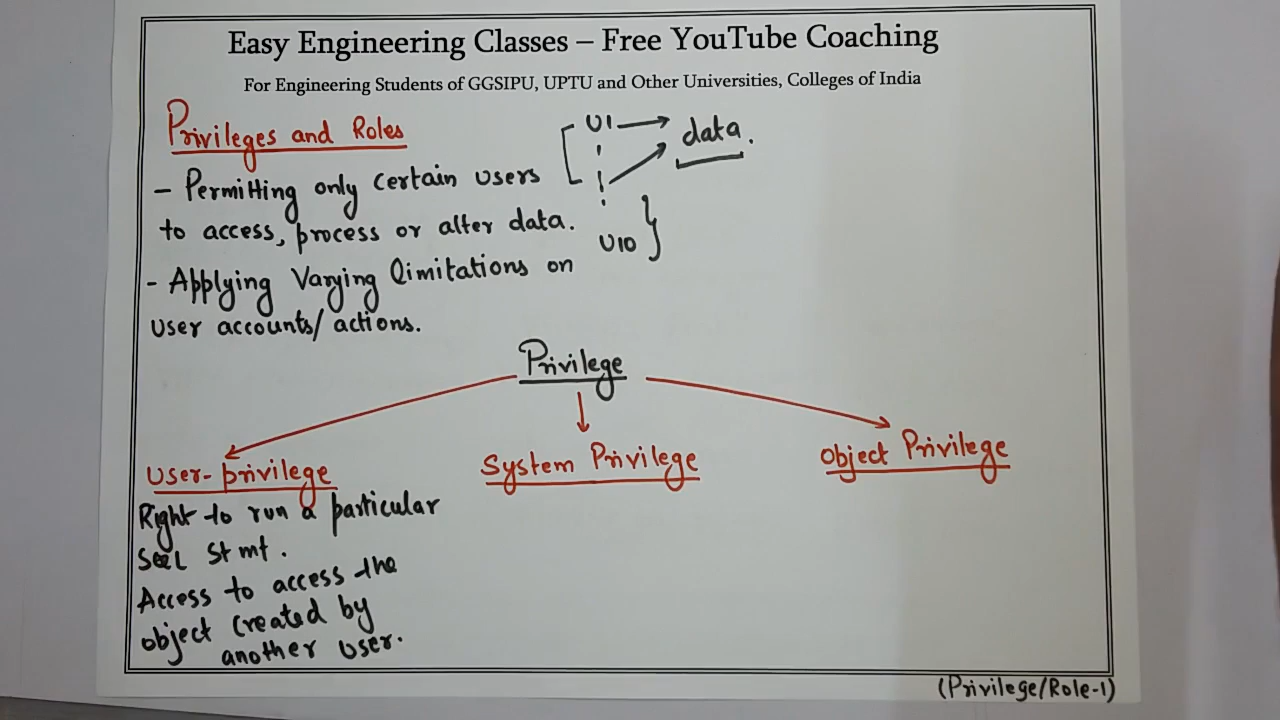 Easy Engineering Classes – Free YouTube Coaching
For Engineering Students of GGSIPU, UPTU and Other Universities, Colleges of India
Privileges and Roles
- Permitting only certain users
to access, process or alter data.
- Applying Varying limitations on
user accounts/actions.
U1
data.
U10
Privilege
User-privilege
Right to run a particular
SQL stmt.
Access to access the
object created by
another user.
System Privilege
Object Privilege
(Privilege/Role-1)